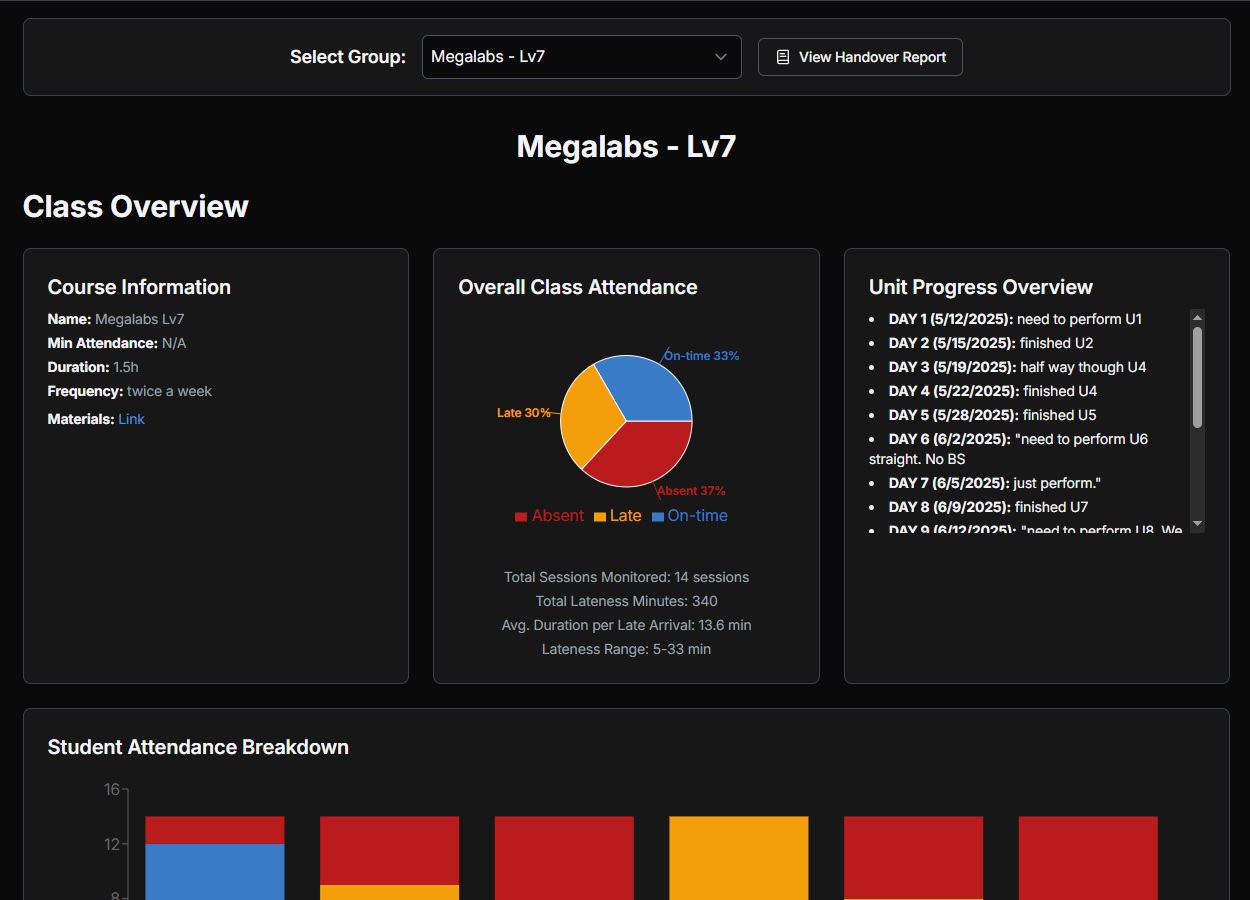 Select Group:
Megalabs - Lv7
View Handover Report
Megalabs - Lv7
Class Overview
Course Information
Name: Megalabs Lv7
Min Attendance: N/A
Duration: 1.5h
Frequency: twice a week
Materials: Link
Overall Class Attendance
On-time 33%
Late 30%
Absent 37%
Absent
Late
On-time
Total Sessions Monitored: 14 sessions
Total Lateness Minutes: 340
Avg. Duration per Late Arrival: 13.6 min
Lateness Range: 5-33 min
Unit Progress Overview
• DAY 1 (5/12/2025): need to perform U1
• DAY 2 (5/15/2025): finished U2
• DAY 3 (5/19/2025): half way though U4
• DAY 4 (5/22/2025): finished U4
• DAY 5 (5/28/2025): finished U5
• DAY 6 (6/2/2025): "need to perform U6
straight. No BS
• DAY 7 (6/5/2025): just perform."
• DAY 8 (6/9/2025): finished U7
• DAY 9 (6/12/2025): "need to perform U8. We
Student Attendance Breakdown
16
12
8